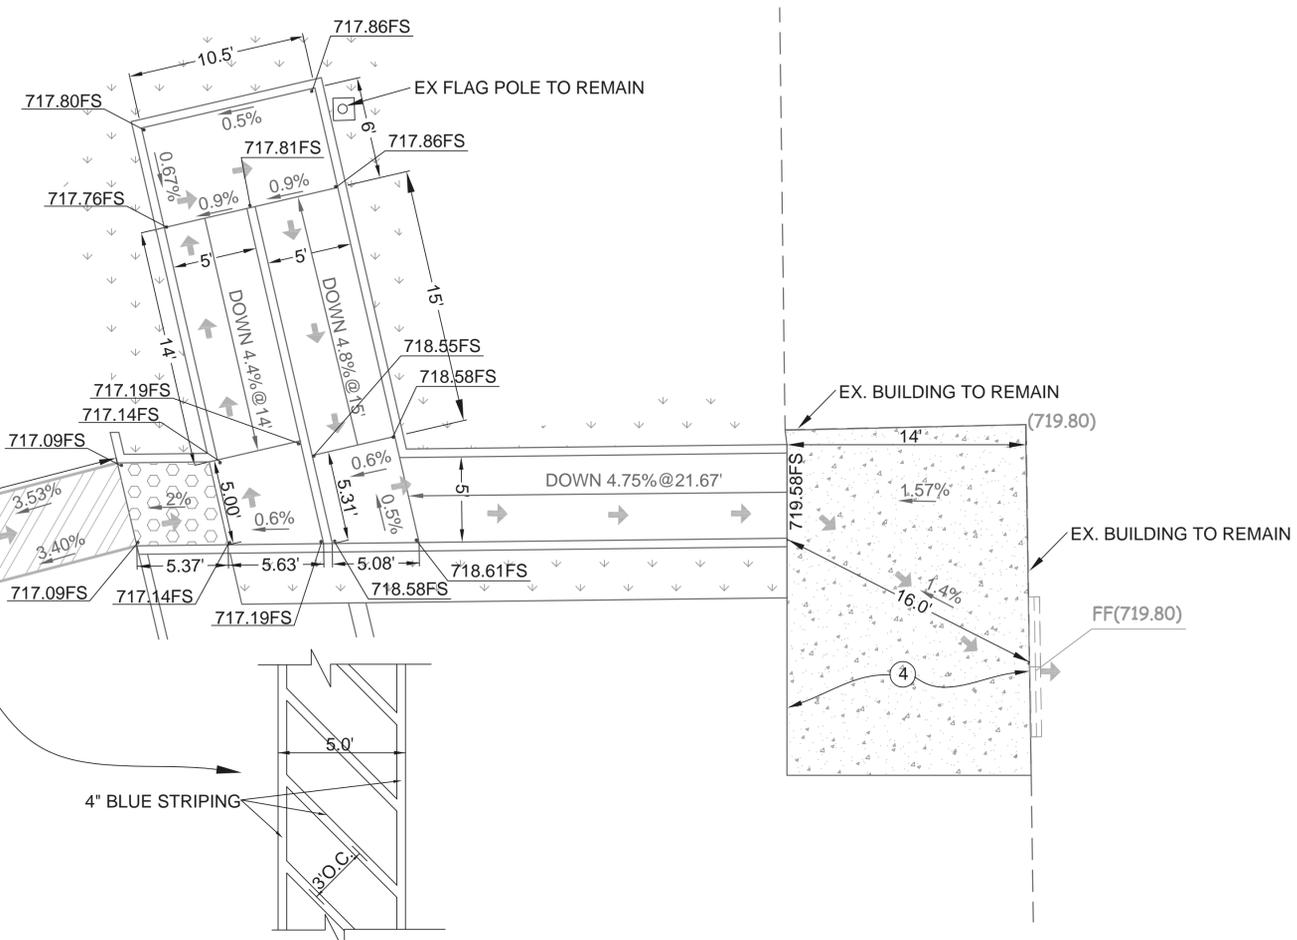 717.86FS
10.5'
EX FLAG POLE TO REMAIN
717.80FS
0.5%
6'
717.81FS
717.86FS
0.67%
0.9%
0.9%
717.76FS
5'
5'
DOWN 4.4%@14'
DOWN 4.8%@15'
15'
14'
718.55FS
718.58FS
717.19FS
717.14FS
717.09FS
EX. BUILDING TO REMAIN
(719.80)
14'
0.6%
5'
DOWN 4.75%@21.67'
719.58FS
1.57%
3.53%
2%
5.00'
0.6%
5.31'
0.5%
3.40%
EX. BUILDING TO REMAIN
5.37'
5.63'
5.08'
718.61FS
717.09FS
717.14FS
718.58FS
717.19FS
1.4%
16.0'
FF(719.80)
4
5.0'
4" BLUE STRIPING
3'O.C.